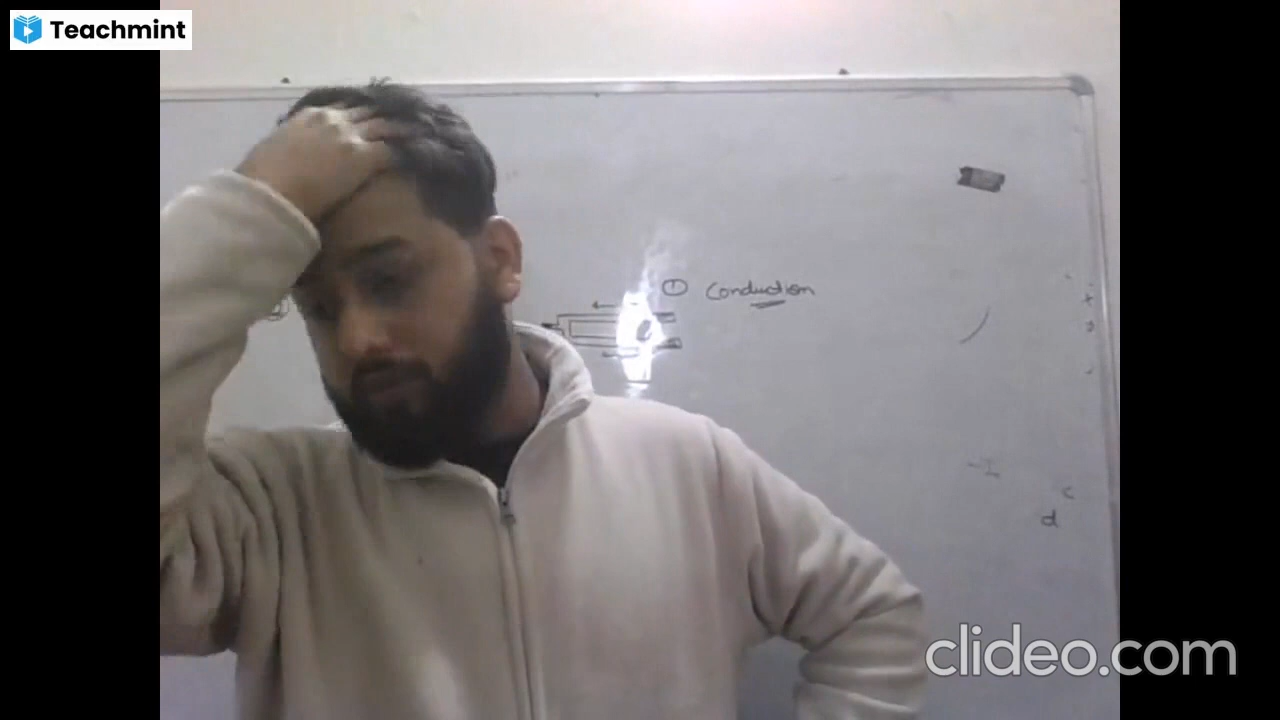 Teachmint
① Conduction
c
d
clideo.com